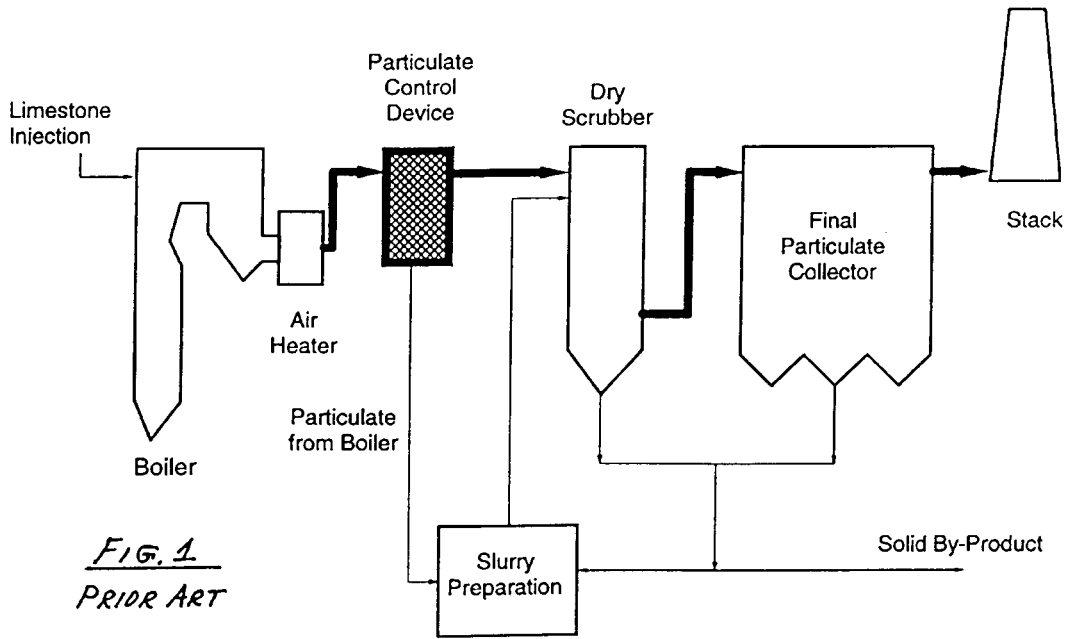 Limestone
Injection
Boiler
Air
Heater
Particulate
Control
Device
Particulate
from Boiler
Dry
Scrubber
Final
Particulate
Collector
Stack
Slurry
Preparation
Solid By-Product
FIG. 1
PRIOR ART